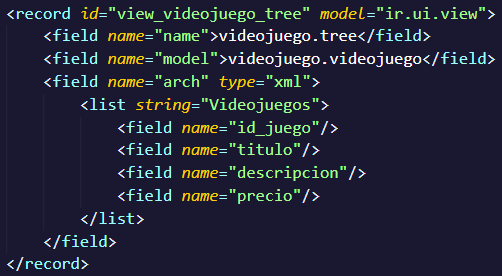 <record id="view_videojuego_tree" model="ir.ui.view">
    <field name="name">videojuego.tree</field>
    <field name="model">videojuego.videojuego</field>
    <field name="arch" type="xml">
        <list string="Videojuegos">
            <field name="id_juego"/>
            <field name="titulo"/>
            <field name="descripcion"/>
            <field name="precio"/>
        </list>
    </field>
</record>